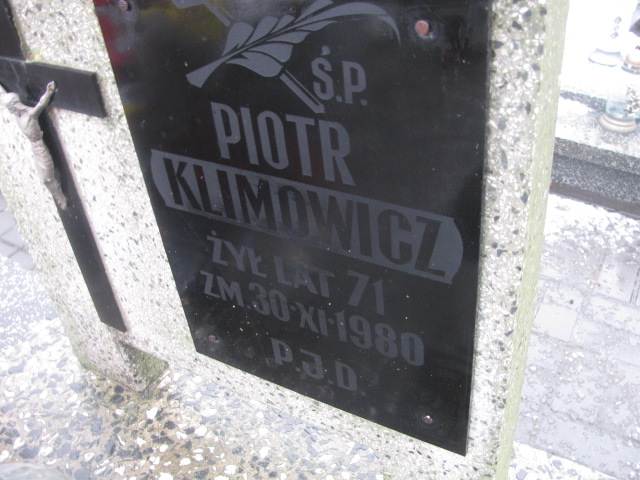 Ś.P.
PIOTR
KLIMOWICZ
ŻYŁ LAT 71
ZM. 30·XI·1980
P.J.D.